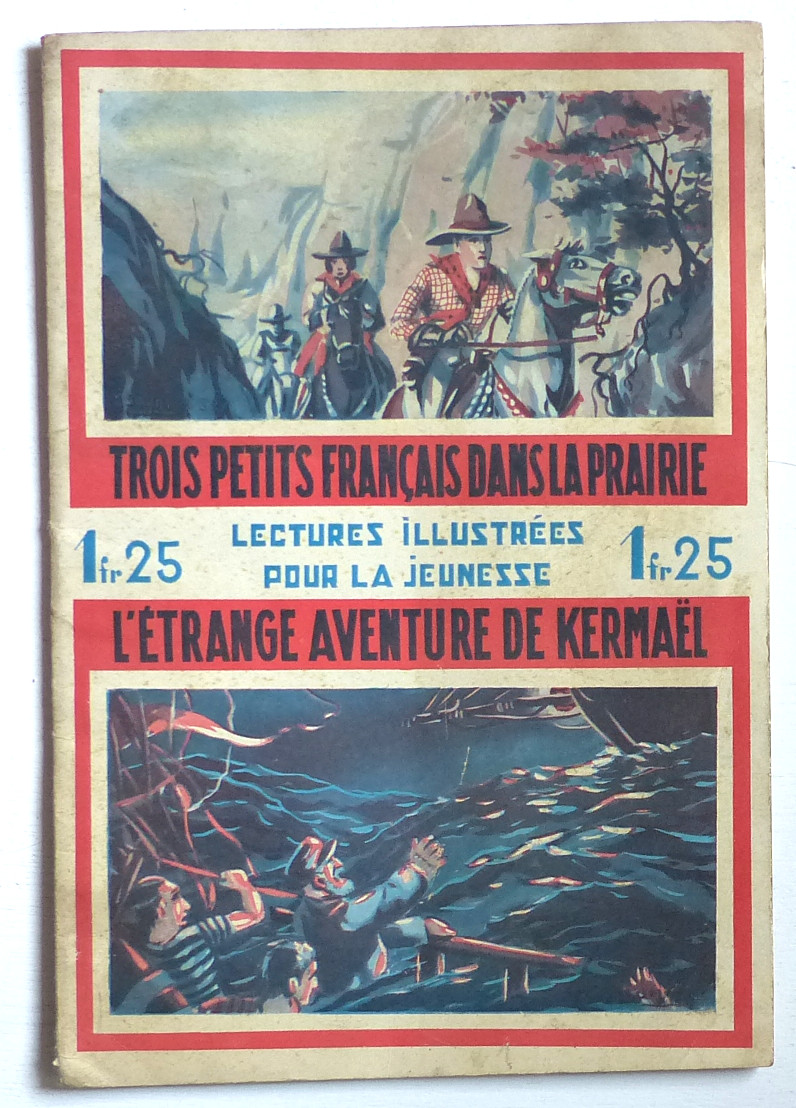 TROIS PETITS FRANÇAIS DANS LA PRAIRIE
1fr25
LECTURES ILLUSTRÉES
POUR LA JEUNESSE
1fr25
L'ÉTRANGE AVENTURE DE KERMAËL